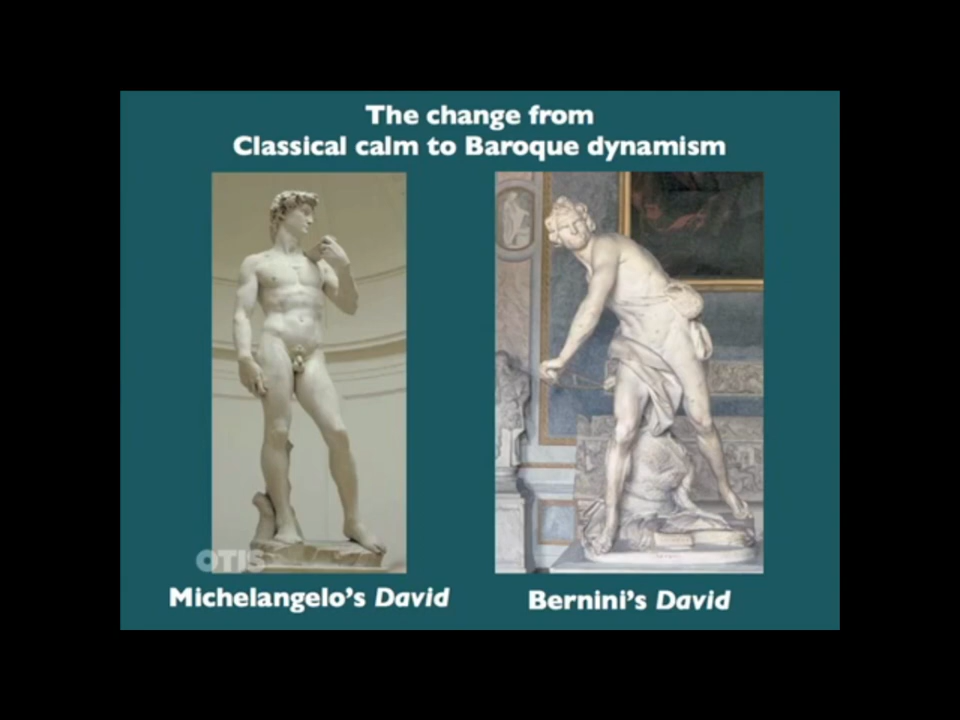 The change from
Classical calm to Baroque dynamism
OTIS
Michelangelo's David
Bernini's David